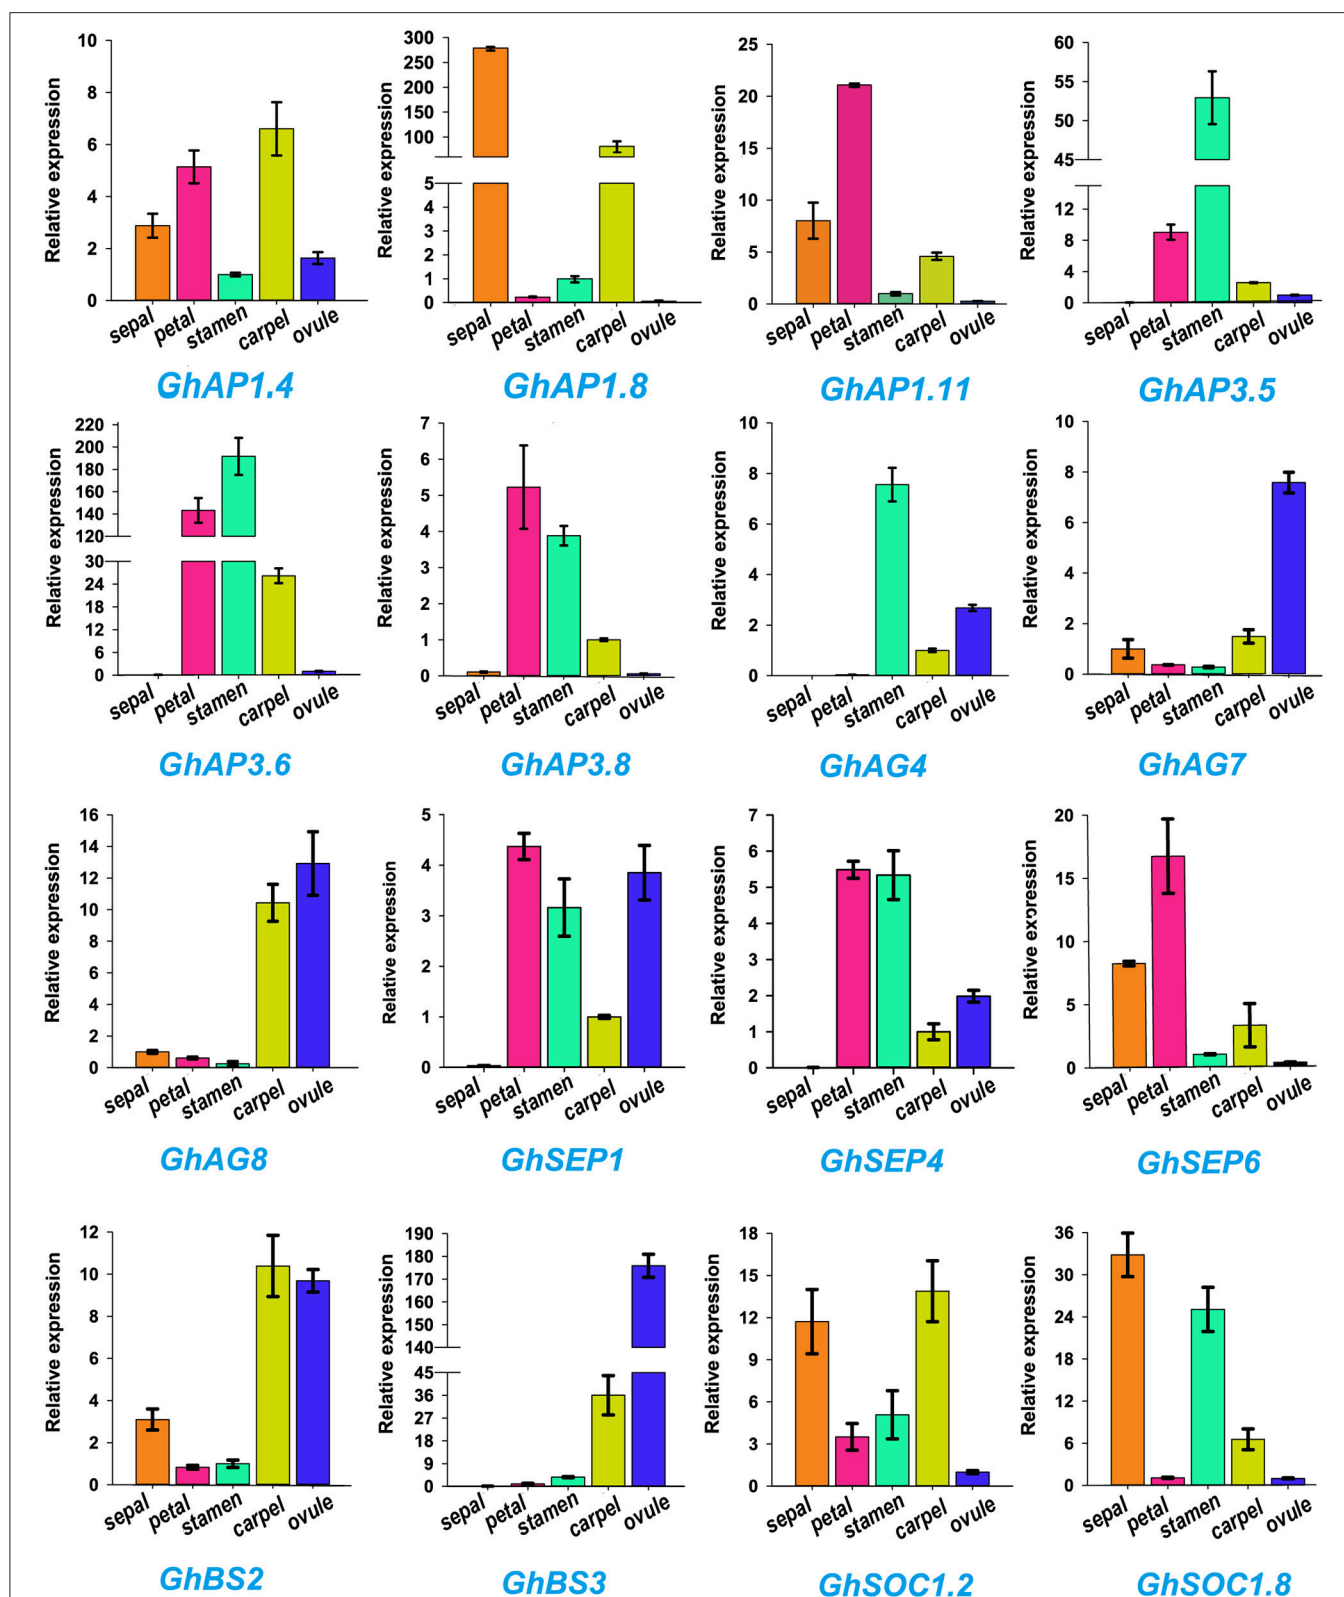 Relative expression
10
8
6
4
2
0
sepal petal stamen carpel ovule
GhAP1.4
Relative expression
300
250
200
150
100
5
4
3
2
1
0
sepal petal stamen carpel ovule
GhAP1.8
Relative expression
25
20
15
10
5
0
sepal petal stamen carpel ovule
GhAP1.11
Relative expression
60
55
50
45
12
8
4
0
sepal petal stamen carpel ovule
GhAP3.5
Relative expression
220
200
180
160
140
120
30
24
18
12
6
0
sepal petal stamen carpel ovule
GhAP3.6
Relative expression
7
6
5
4
3
2
1
0
sepal petal stamen carpel ovule
GhAP3.8
Relative expression
10
8
6
4
2
0
sepal petal stamen carpel ovule
GhAG4
Relative expression
10
8
6
4
2
0
sepal petal stamen carpel ovule
GhAG7
Relative expression
16
14
12
10
8
6
4
2
0
sepal petal stamen carpel ovule
GhAG8
Relative expression
5
4
3
2
1
0
sepal petal stamen carpel ovule
GhSEP1
Relative expression
7
6
5
4
3
2
1
0
sepal petal stamen carpel ovule
GhSEP4
Relative expression
20
15
10
5
0
sepal petal stamen carpel ovule
GhSEP6
Relative expression
12
10
8
6
4
2
0
sepal petal stamen carpel ovule
GhBS2
Relative expression
190
180
170
160
150
140
45
36
27
18
9
0
sepal petal stamen carpel ovule
GhBS3
Relative expression
18
15
12
9
6
3
0
sepal petal stamen carpel ovule
GhSOC1.2
Relative expression
36
30
24
18
12
6
0
sepal petal stamen carpel ovule
GhSOC1.8